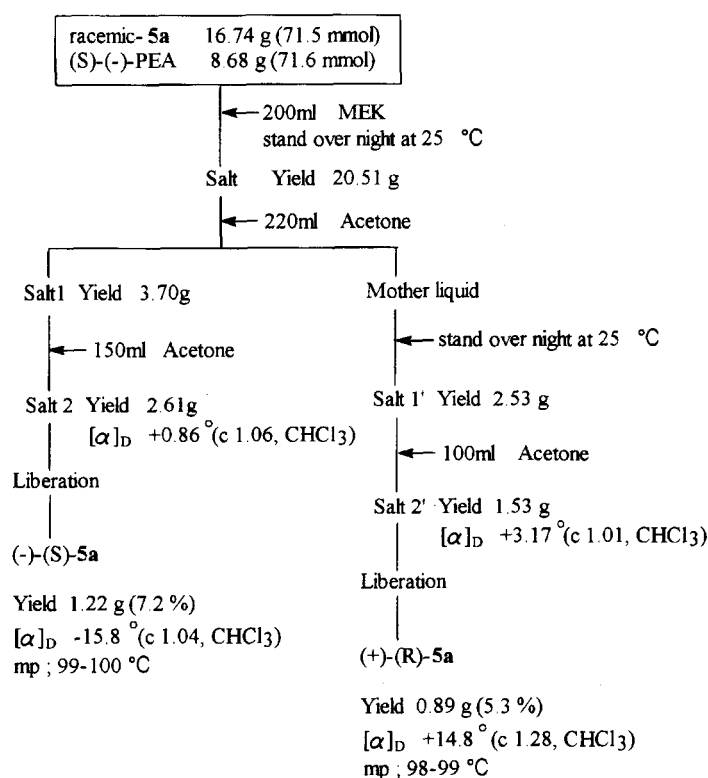 racemic-5a 16.74 g (71.5 mmol)
(S)-(-)-PEA 8.68 g (71.6 mmol)
200ml MEK
stand over night at 25 °C
Salt Yield 20.51 g
220ml Acetone
Salt1 Yield 3.70g
150ml Acetone
Salt 2 Yield 2.61g
[α]D +0.86°(c 1.06, CHCl3)
Liberation
(-)-(S)-5a
Yield 1.22 g (7.2 %)
[α]D -15.8 °(c 1.04, CHCl3)
mp ; 99-100 °C
Mother liquid
stand over night at 25 °C
Salt 1' Yield 2.53 g
100ml Acetone
Salt 2' Yield 1.53 g
[α]D +3.17 °(c 1.01, CHCl3)
Liberation
(+)-(R)-5a
Yield 0.89 g (5.3 %)
[α]D +14.8 °(c 1.28, CHCl3)
mp ; 98-99 °C